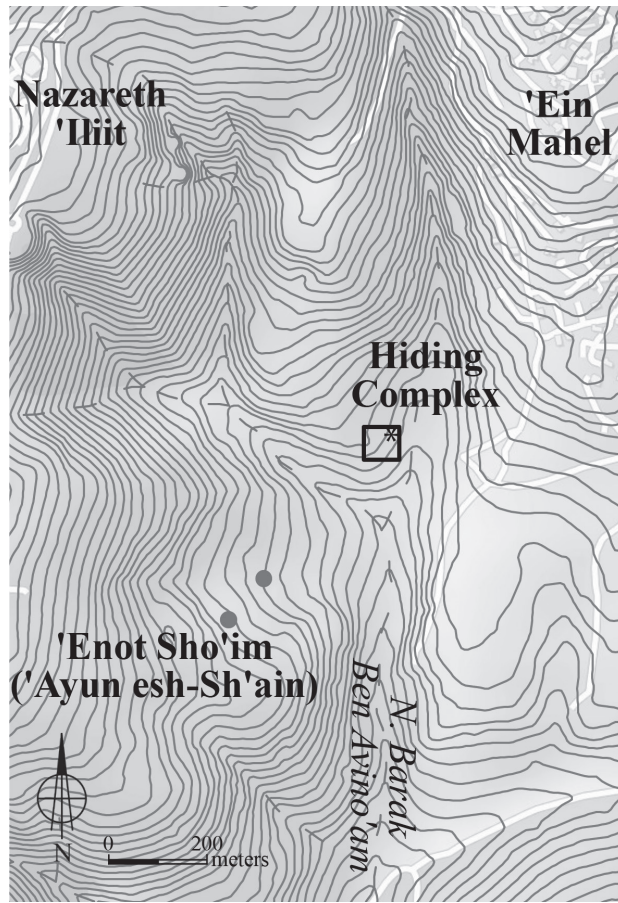 Nazareth
'Illit
'Ein
Mahel
Hiding
Complex
*
'Enot Sho'im
('Ayun esh-Sh'ain)
N. Barak
Ben Avino'am
N
0 200
meters